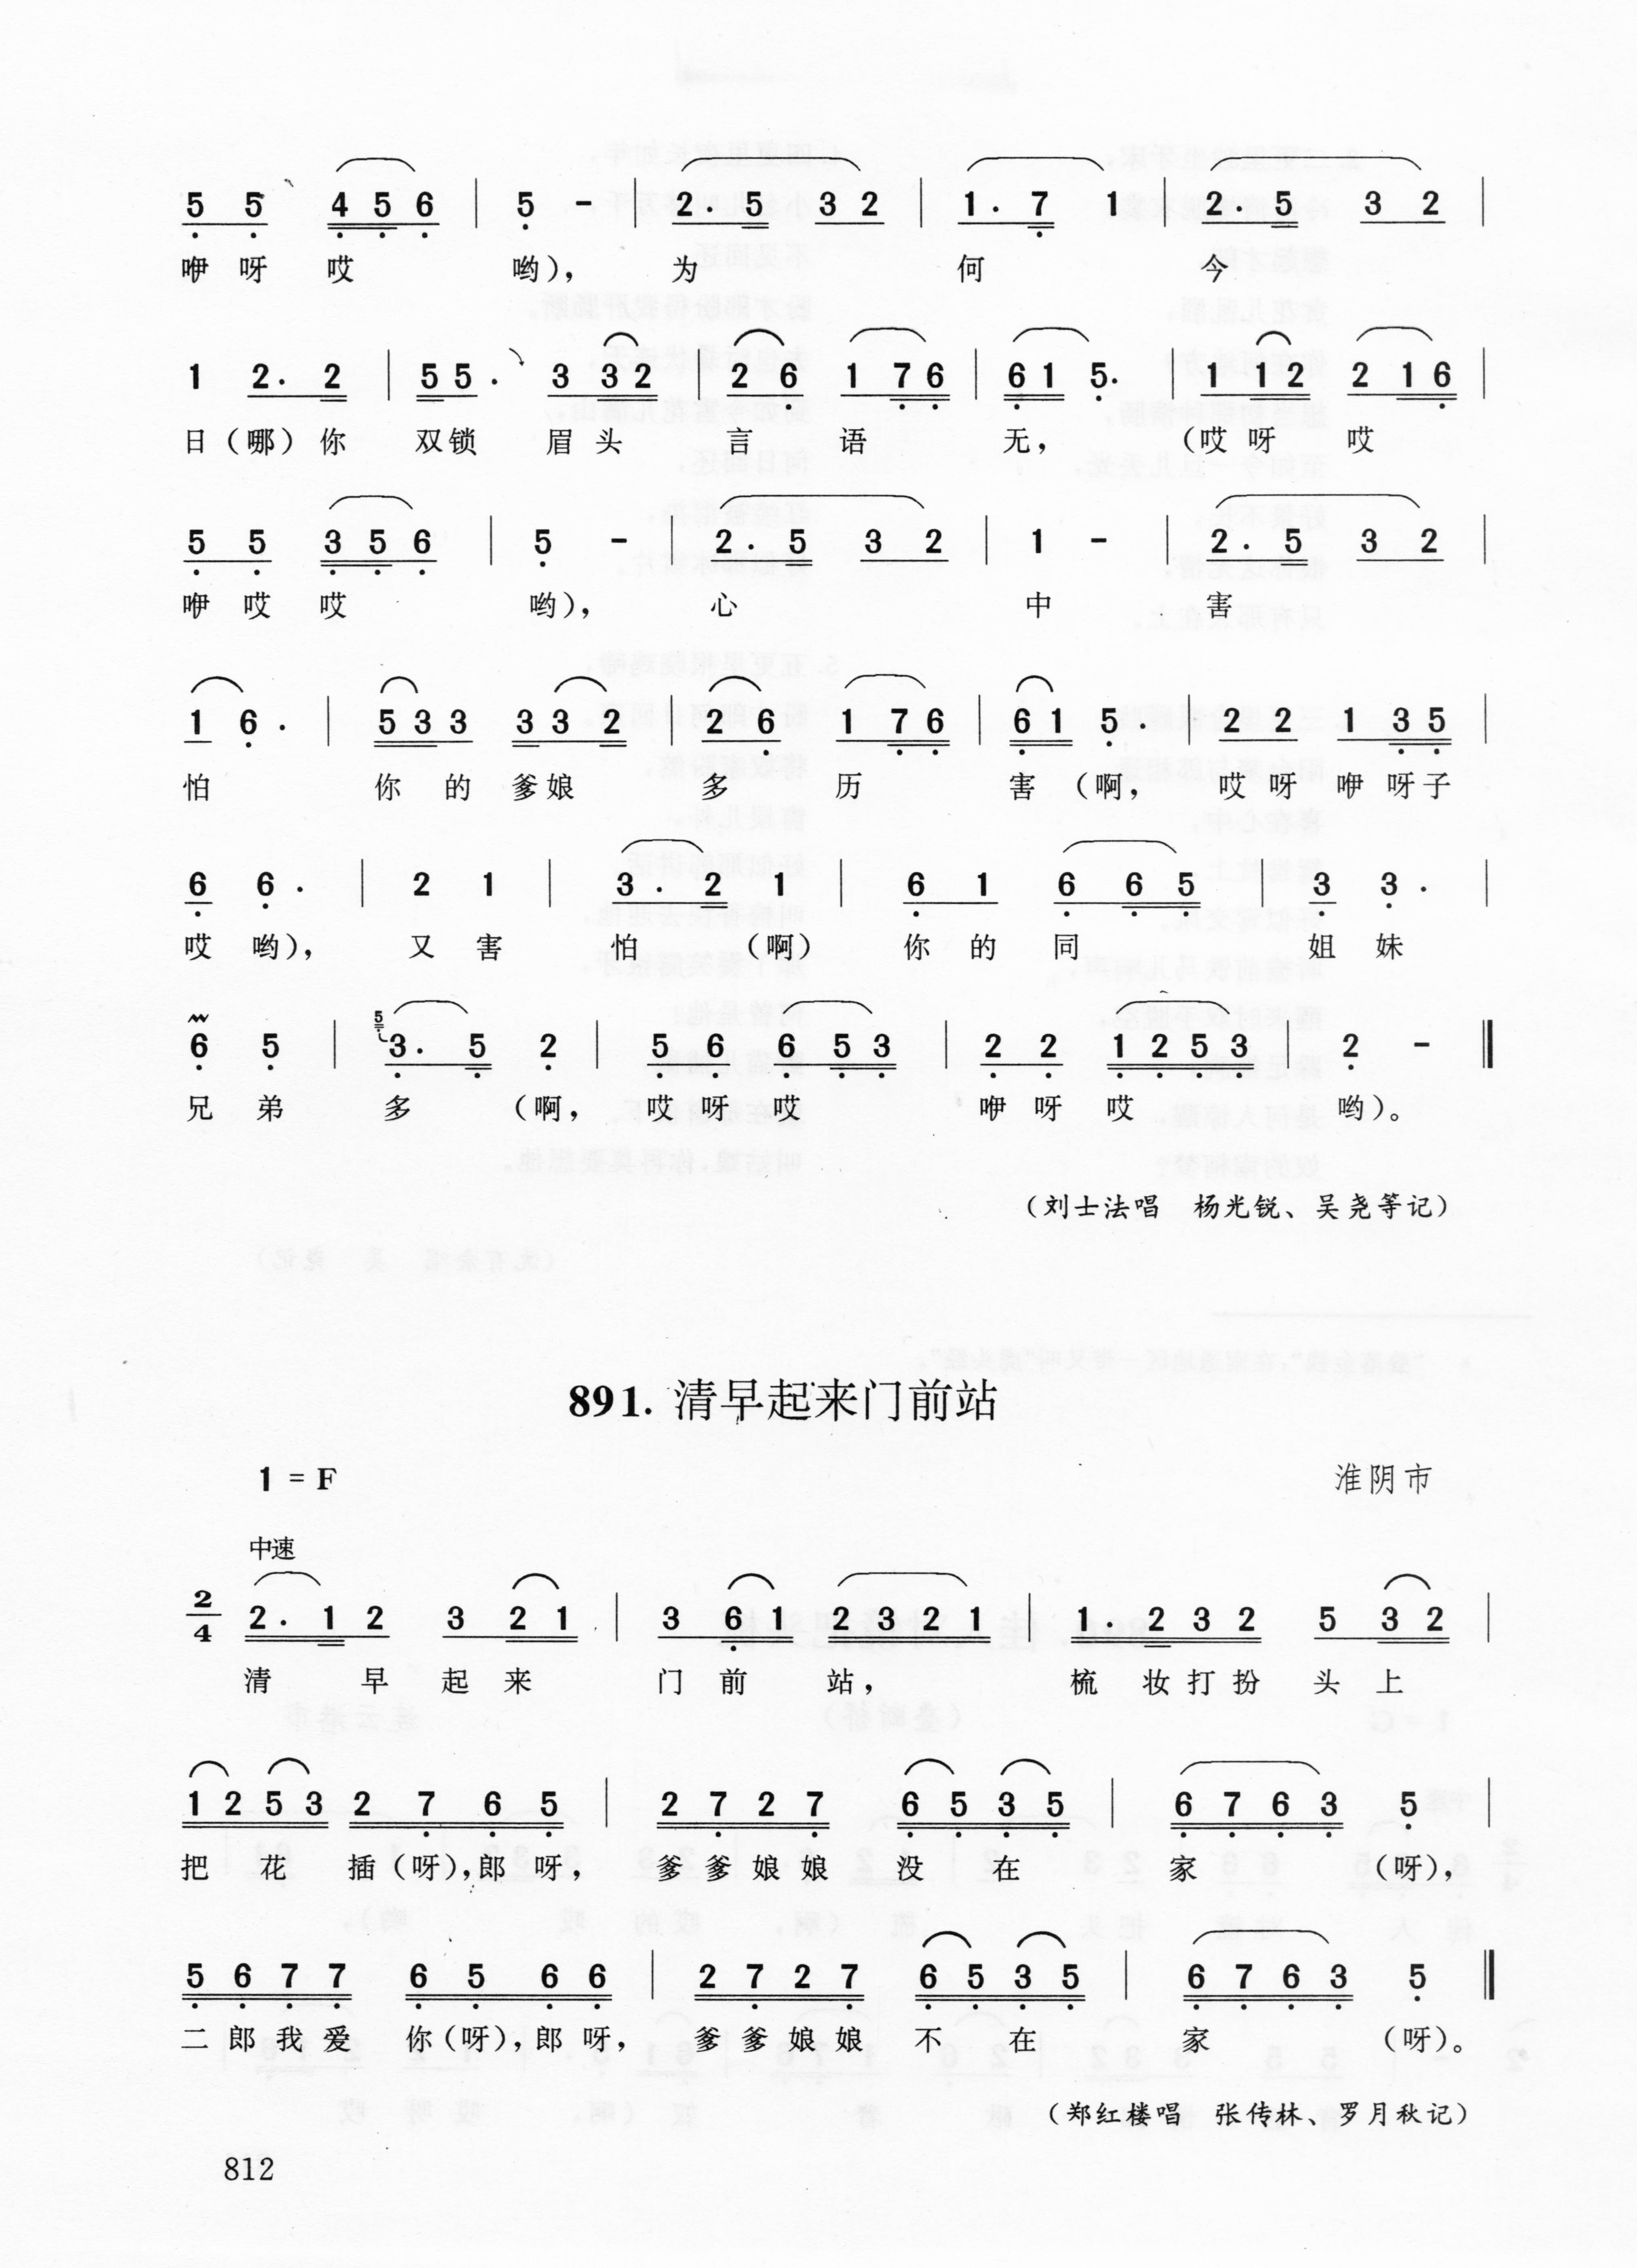 5 5 4 5 6 | 5 - | 2. 5 3 2 | 1. 7 1 | 2. 5 3 2 |
咿 呀 哎 哟), 为 何 今
1 2. 2 | 5 5. 3 3 2 | 2 6 1 7 6 | 6 1 5. | 1 1 2 2 1 6 |
日(哪)你 双锁 眉 头 言 语 无, (哎 呀 哎
5 5 3 5 6 | 5 - | 2. 5 3 2 | 1 - | 2. 5 3 2 |
咿 哎 哎 哟), 心 中 害
1 6. | 5 3 3 3 3 2 | 2 6 1 7 6 | 6 1 5. | 2 2 1 3 5 |
怕 你 的 爹娘 多 历 害(啊, 哎 呀 咿 呀子
6 6. | 2 1 | 3. 2 1 | 6 1 6 6 5 | 3 3. |
哎 哟), 又 害 怕 (啊) 你 的 同 姐 妹
6 5 | 5 3. 5 2 | 5 6 6 5 3 | 2 2 1 2 5 3 | 2 - ‖
兄 弟 多 (啊, 哎 呀 哎 咿 呀 哎 哟)。
(刘士法唱 杨光锐、吴尧等记)
891. 清早起来门前站
1 = F 淮阴市
中速
2/4 2. 1 2 3 2 1 | 3 6 1 2 3 2 1 | 1. 2 3 2 5 3 2 |
清 早 起 来 门 前 站, 梳 妆 打 扮 头 上
1 2 5 3 2 7 6 5 | 2 7 2 7 6 5 3 5 | 6 7 6 3 5 |
把 花 插(呀),郎 呀, 爹 爹 娘 娘 没 在 家 (呀),
5 6 7 7 6 5 6 6 | 2 7 2 7 6 5 3 5 | 6 7 6 3 5 ‖
二 郎 我 爱 你(呀),郎 呀, 爹 爹 娘 娘 不 在 家 (呀)。
(郑红楼唱 张传林、罗月秋记)
812